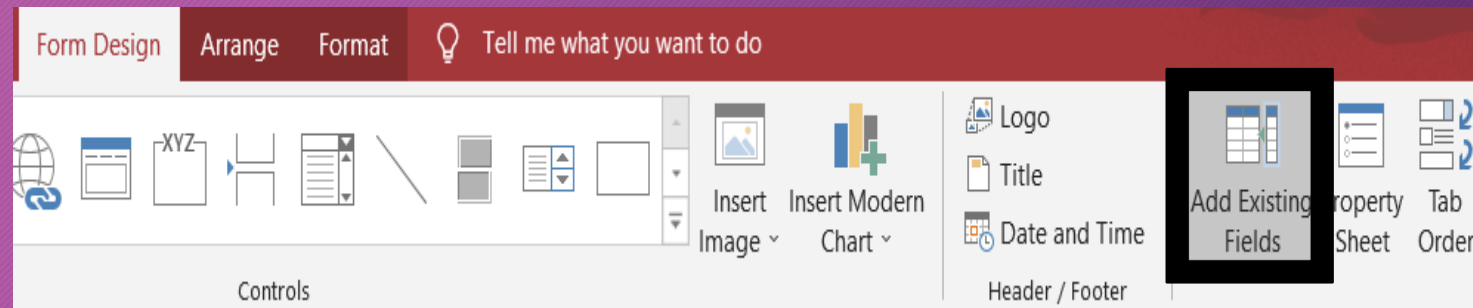 Form Design Arrange Format Tell me what you want to do
XYZ
Logo
Title
Date and Time
Insert Image
Insert Modern Chart
Add Existing Fields
roperty Sheet
Tab Order
Controls
Header / Footer